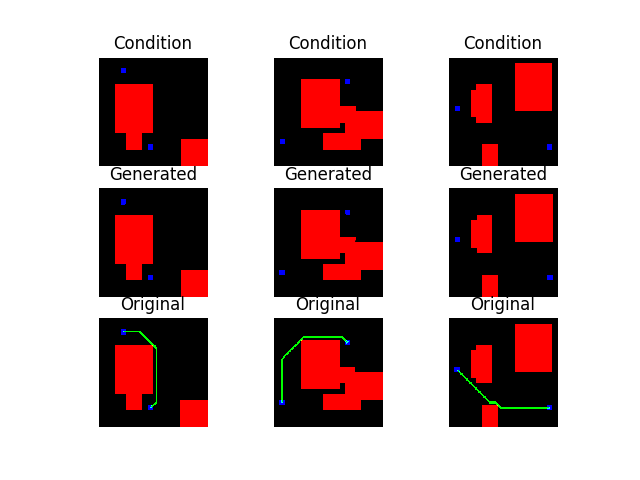 Condition Condition Condition
Generated Generated Generated
Original Original Original